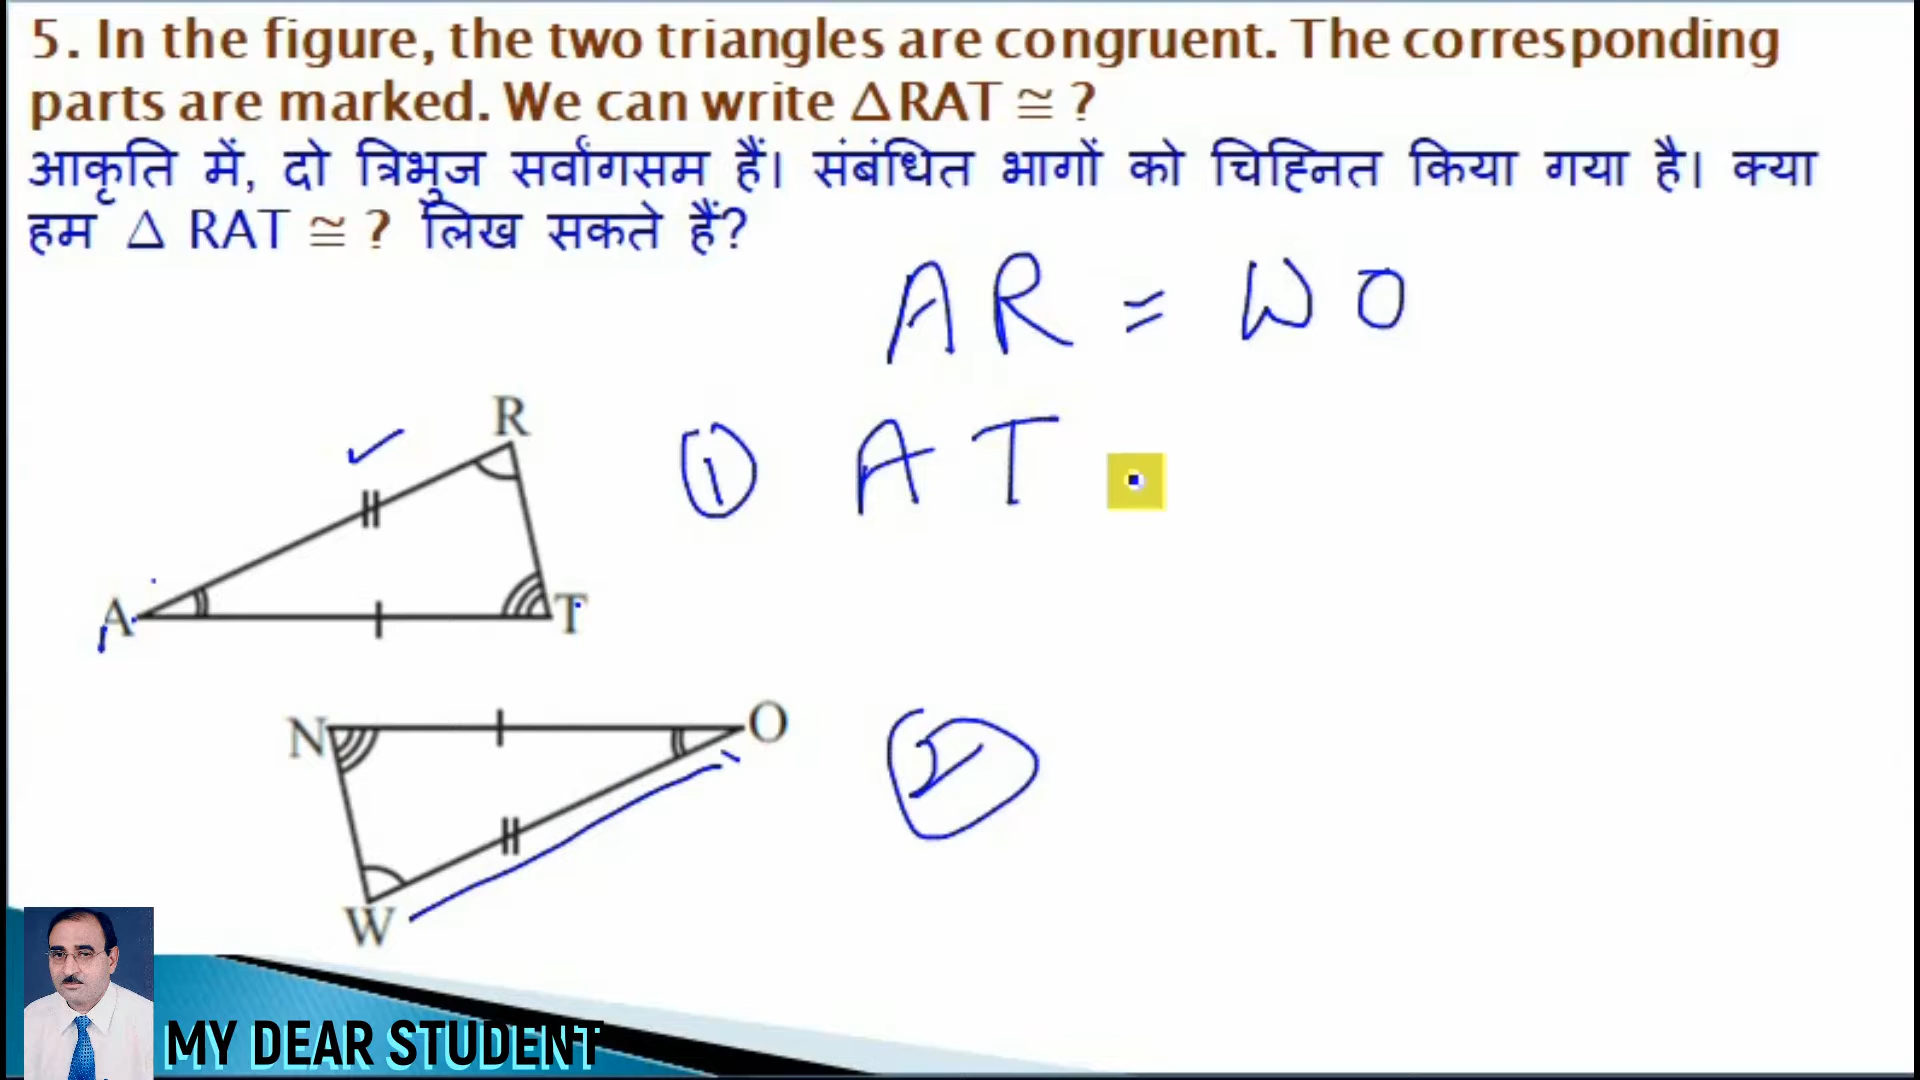 5. In the figure, the two triangles are congruent. The corresponding
parts are marked. We can write ∆RAT ≅ ?
आकृति में, दो त्रिभुज सर्वांगसम हैं। संबंधित भागों को चिह्नित किया गया है। क्या
हम ∆ RAT ≅ ? लिख सकते हैं?
AR = WO
R
① AT
A
T
N
O
②
W
MY DEAR STUDENT